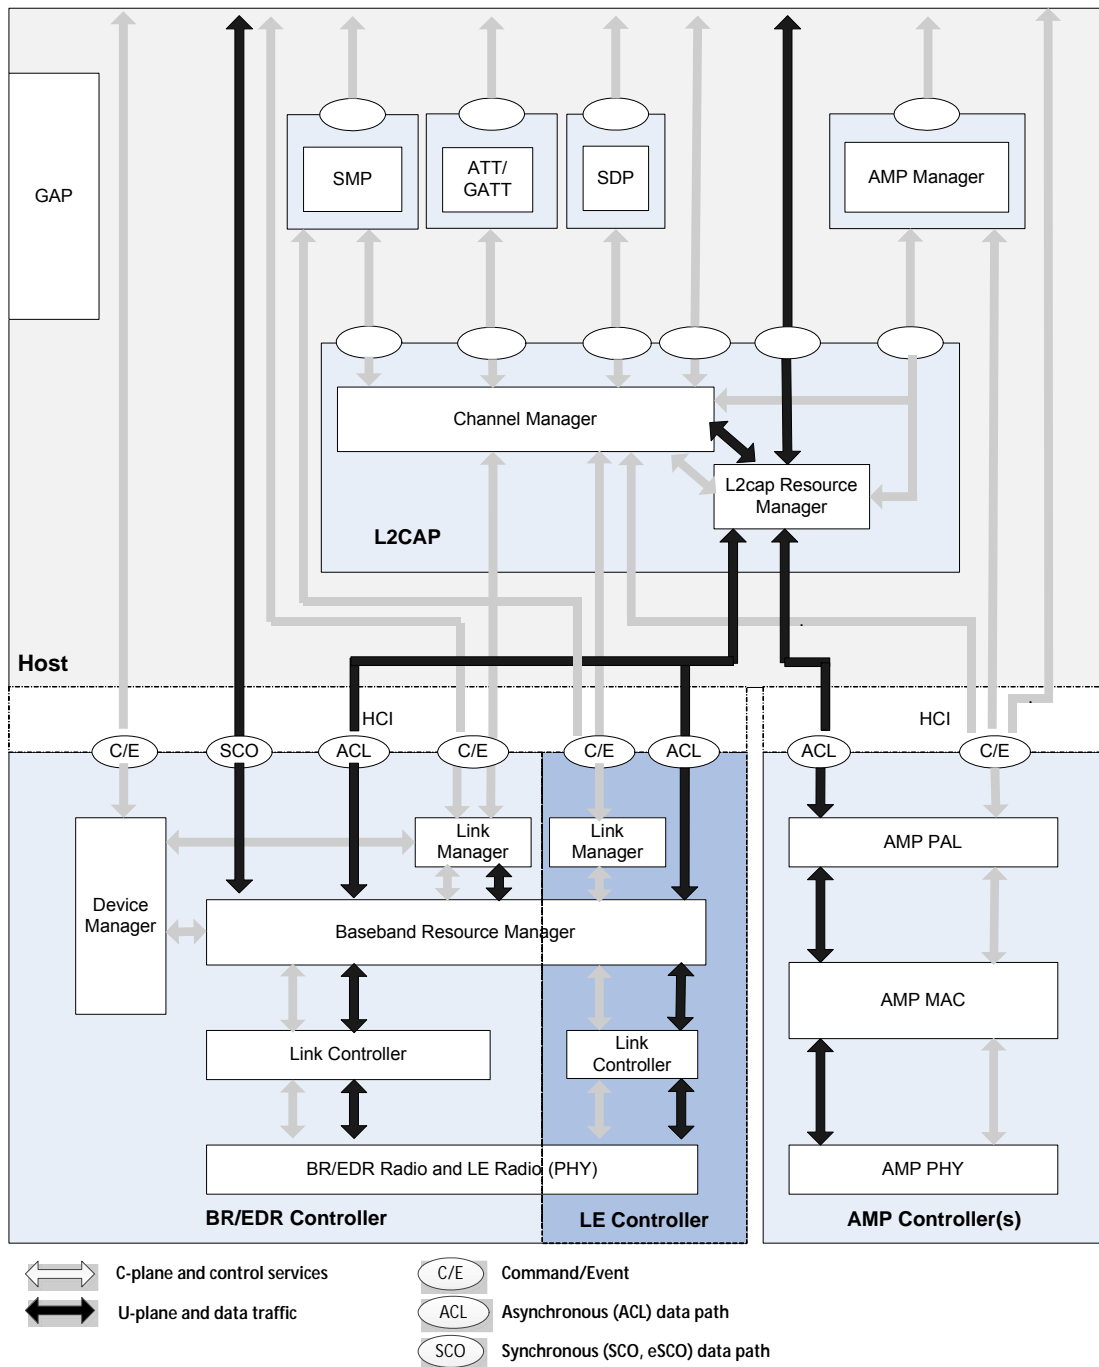 GAP
SMP
ATT/
GATT
SDP
AMP Manager
Channel Manager
L2cap Resource
Manager
L2CAP
Host
HCI
HCI
C/E
SCO
ACL
C/E
C/E
ACL
ACL
C/E
Link
Manager
Link
Manager
AMP PAL
Device
Manager
Baseband Resource Manager
AMP MAC
Link Controller
Link
Controller
BR/EDR Radio and LE Radio (PHY)
AMP PHY
BR/EDR Controller
LE Controller
AMP Controller(s)
C-plane and control services
C/E
Command/Event
U-plane and data traffic
ACL
Asynchronous (ACL) data path
SCO
Synchronous (SCO, eSCO) data path